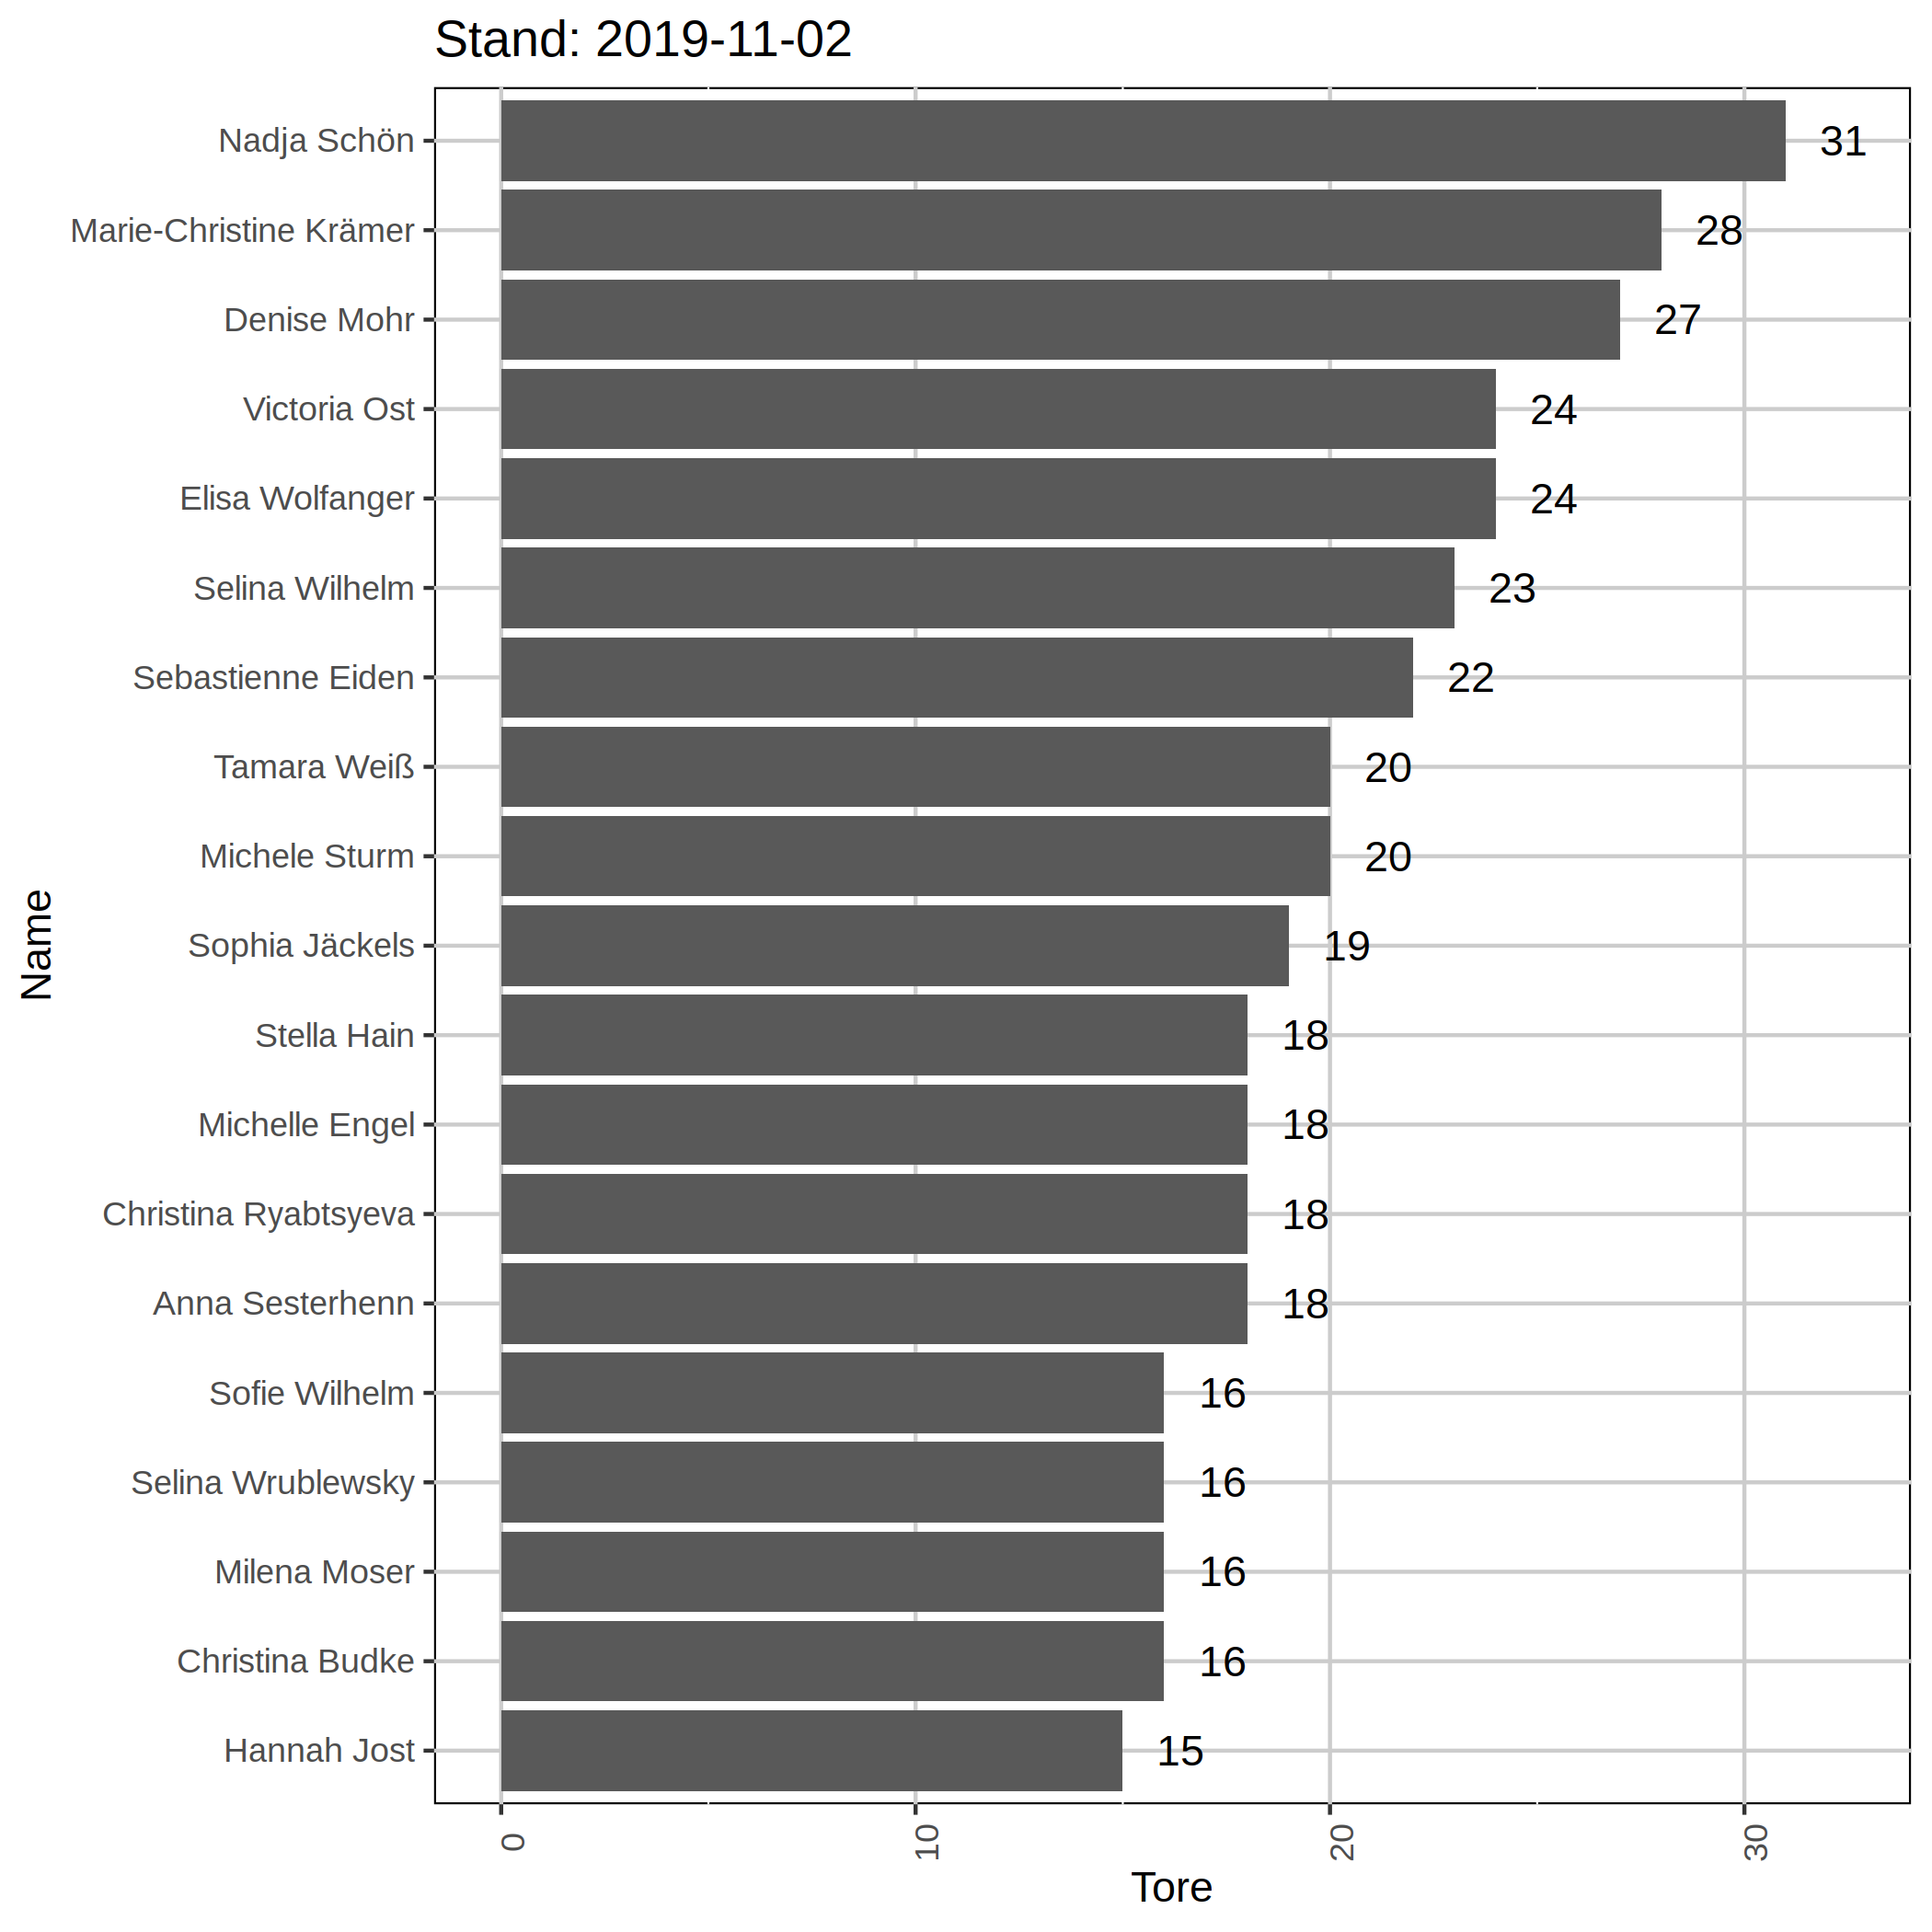 Stand: 2019-11-02
Nadja Schön 31
Marie-Christine Krämer 28
Denise Mohr 27
Victoria Ost 24
Elisa Wolfanger 24
Selina Wilhelm 23
Sebastienne Eiden 22
Tamara Weiß 20
Michele Sturm 20
Sophia Jäckels 19
Stella Hain 18
Michelle Engel 18
Christina Ryabtsyeva 18
Anna Sesterhenn 18
Sofie Wilhelm 16
Selina Wrublewsky 16
Milena Moser 16
Christina Budke 16
Hannah Jost 15
Name
0 10 20 30
Tore